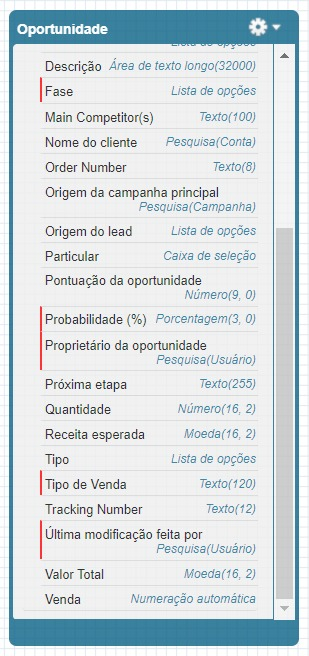 Oportunidade
Lista de opções
Descrição Área de texto longo(32000)
Fase Lista de opções
Main Competitor(s) Texto(100)
Nome do cliente Pesquisa(Conta)
Order Number Texto(8)
Origem da campanha principal
Pesquisa(Campanha)
Origem do lead Lista de opções
Particular Caixa de seleção
Pontuação da oportunidade
Número(9, 0)
Probabilidade (%) Porcentagem(3, 0)
Proprietário da oportunidade
Pesquisa(Usuário)
Próxima etapa Texto(255)
Quantidade Número(16, 2)
Receita esperada Moeda(16, 2)
Tipo Lista de opções
Tipo de Venda Texto(120)
Tracking Number Texto(12)
Última modificação feita por
Pesquisa(Usuário)
Valor Total Moeda(16, 2)
Venda Numeração automática